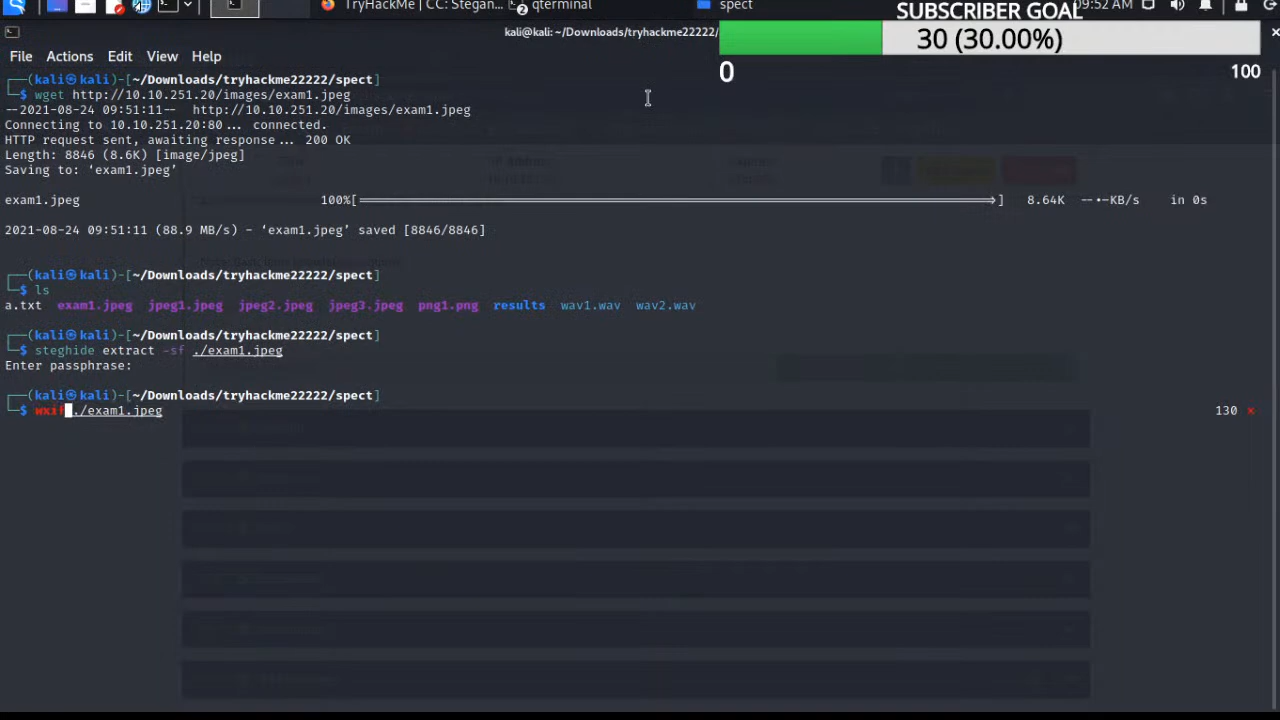 TryHackMe | CC: Stegan...
qterminal
spect
09:52 AM
kali@kali: ~/Downloads/tryhackme22222/
SUBSCRIBER GOAL
30 (30.00%)
0
100
File Actions Edit View Help
┌──(kali㉿kali)-[~/Downloads/tryhackme22222/spect]
└─$ wget http://10.10.251.20/images/exam1.jpeg
--2021-08-24 09:51:11-- http://10.10.251.20/images/exam1.jpeg
Connecting to 10.10.251.20:80... connected.
HTTP request sent, awaiting response... 200 OK
Length: 8846 (8.6K) [image/jpeg]
Saving to: ‘exam1.jpeg’
exam1.jpeg 100%[===================>] 8.64K --.-KB/s in 0s
2021-08-24 09:51:11 (88.9 MB/s) - ‘exam1.jpeg’ saved [8846/8846]
┌──(kali㉿kali)-[~/Downloads/tryhackme22222/spect]
└─$ ls
a.txt exam1.jpeg jpeg1.jpeg jpeg2.jpeg jpeg3.jpeg png1.png results wav1.wav wav2.wav
┌──(kali㉿kali)-[~/Downloads/tryhackme22222/spect]
└─$ steghide extract -sf ./exam1.jpeg
Enter passphrase:
┌──(kali㉿kali)-[~/Downloads/tryhackme22222/spect]
└─$ wxif ./exam1.jpeg 130 ⨯